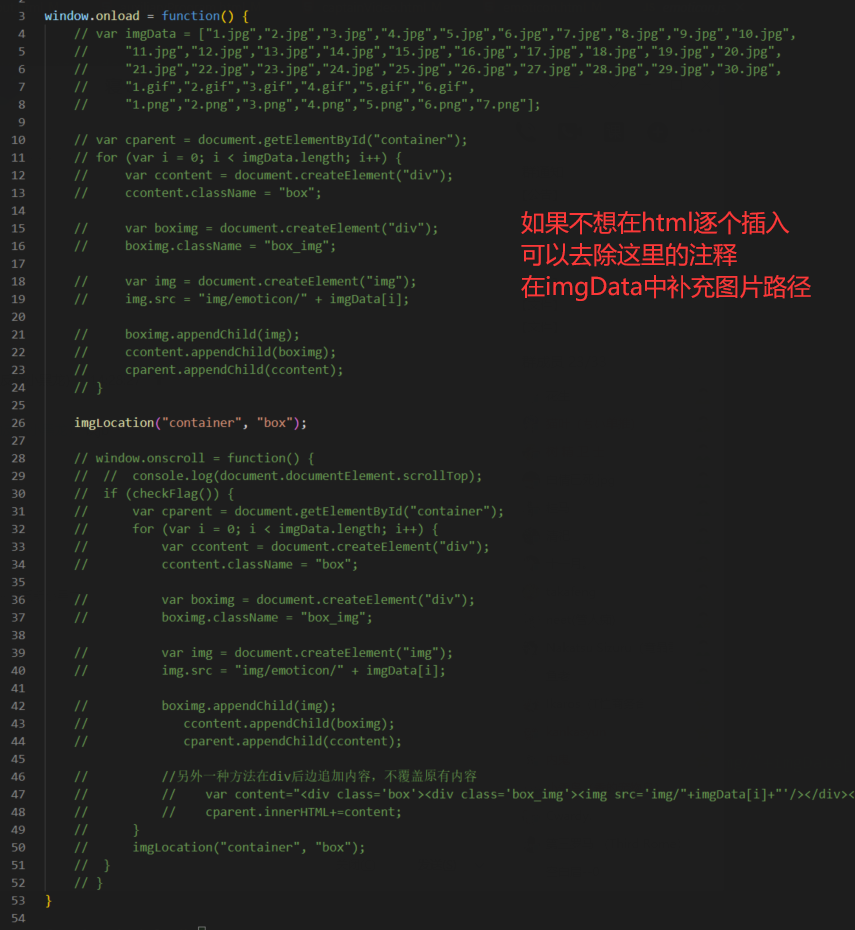 3 window.onload = function() {
4 // var imgData = ["1.jpg","2.jpg","3.jpg","4.jpg","5.jpg","6.jpg","7.jpg","8.jpg","9.jpg","10.jpg",
5 // "11.jpg","12.jpg","13.jpg","14.jpg","15.jpg","16.jpg","17.jpg","18.jpg","19.jpg","20.jpg",
6 // "21.jpg","22.jpg","23.jpg","24.jpg","25.jpg","26.jpg","27.jpg","28.jpg","29.jpg","30.jpg",
7 // "1.gif","2.gif","3.gif","4.gif","5.gif","6.gif",
8 // "1.png","2.png","3.png","4.png","5.png","6.png","7.png"];
9
10 // var cparent = document.getElementById("container");
11 // for (var i = 0; i < imgData.length; i++) {
12 // var ccontent = document.createElement("div");
13 // ccontent.className = "box";
14
15 // var boximg = document.createElement("div");
16 // boximg.className = "box_img";
17
18 // var img = document.createElement("img");
19 // img.src = "img/emoticon/" + imgData[i];
20
21 // boximg.appendChild(img);
22 // ccontent.appendChild(boximg);
23 // cparent.appendChild(ccontent);
24 // }
25
26 imgLocation("container", "box");
27
28 // window.onscroll = function() {
29 // // console.log(document.documentElement.scrollTop);
30 // if (checkFlag()) {
31 // var cparent = document.getElementById("container");
32 // for (var i = 0; i < imgData.length; i++) {
33 // var ccontent = document.createElement("div");
34 // ccontent.className = "box";
35
36 // var boximg = document.createElement("div");
37 // boximg.className = "box_img";
38
39 // var img = document.createElement("img");
40 // img.src = "img/emoticon/" + imgData[i];
41
42 // boximg.appendChild(img);
43 // ccontent.appendChild(boximg);
44 // cparent.appendChild(ccontent);
45
46 // //另外一种方法在div后边追加内容，不覆盖原有内容
47 // // var content="<div class='box'><div class='box_img'><img src='img/"+imgData[i]+"'/></div><
48 // // cparent.innerHTML+=content;
49 // }
50 // imgLocation("container", "box");
51 // }
52 // }
53 }
54
如果不想在html逐个插入
可以去除这里的注释
在imgData中补充图片路径